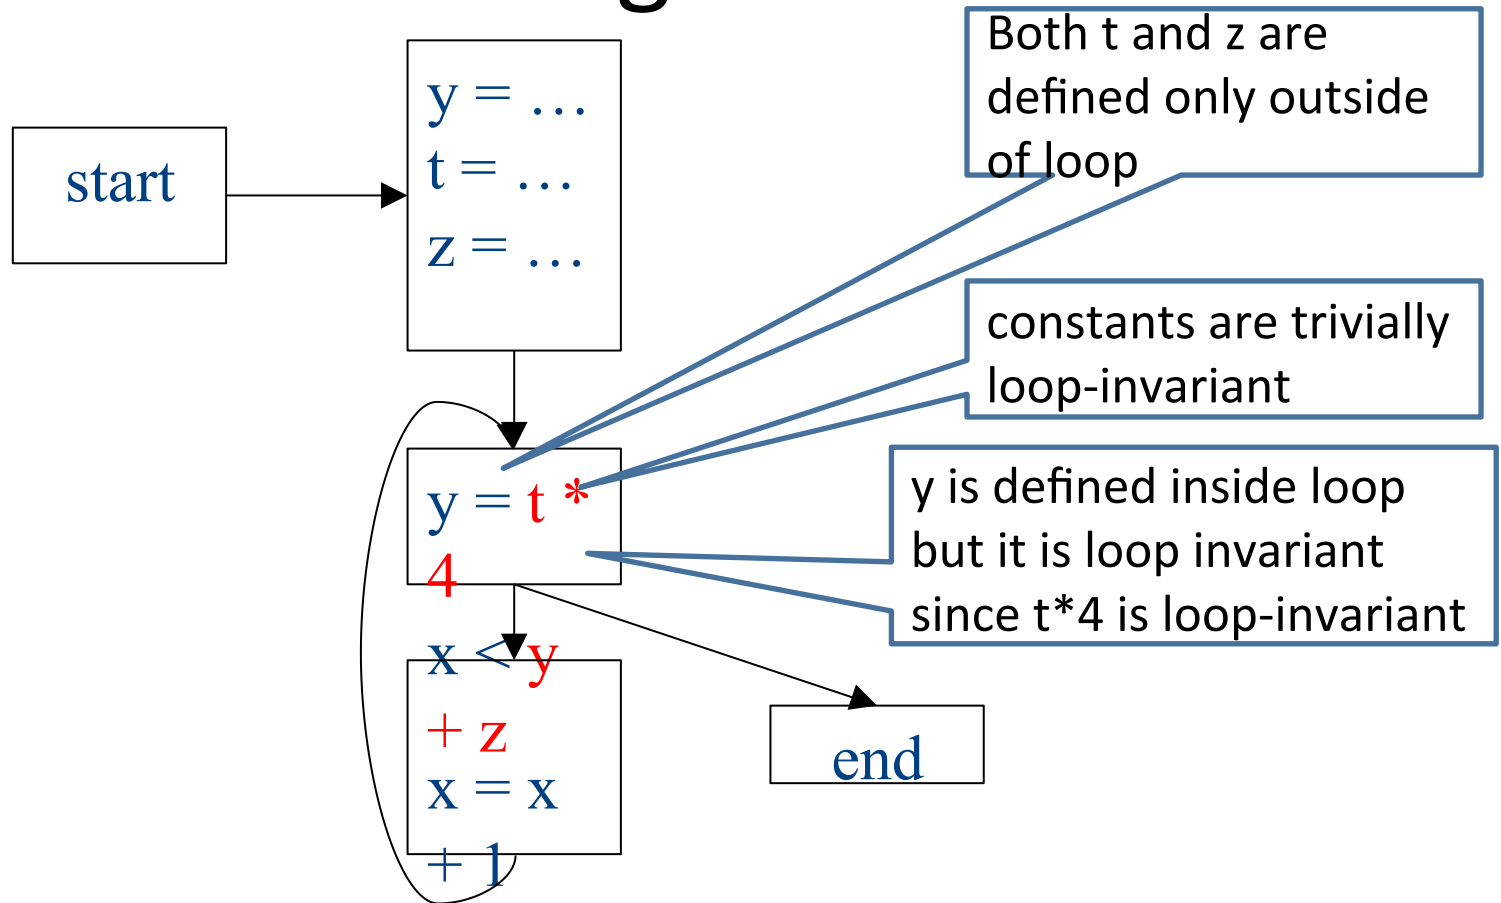 start
y = …
t = …
z = …
Both t and z are
defined only outside
of loop
constants are trivially
loop-invariant
y = t *
4
x < y
+ z
y is defined inside loop
but it is loop invariant
since t*4 is loop-invariant
x = x
+ 1
end